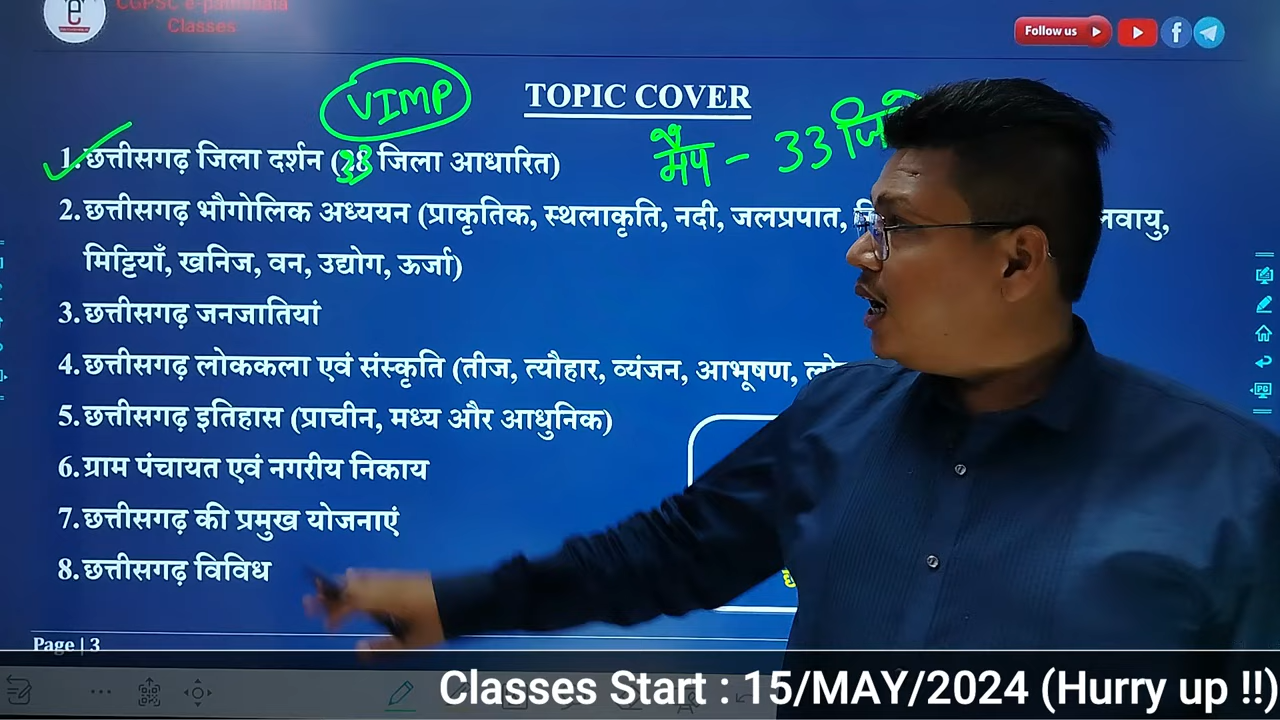 CGPSC e-pathshala
Classes
Follow us
VIMP
TOPIC COVER
मैप - 33
1. छत्तीसगढ़ जिला दर्शन (28 जिला आधारित)
33
2. छत्तीसगढ़ भौगोलिक अध्ययन (प्राकृतिक, स्थलाकृति, नदी, जलप्रपात,
मिट्टियाँ, खनिज, वन, उद्योग, ऊर्जा)
3. छत्तीसगढ़ जनजातियां
4. छत्तीसगढ़ लोककला एवं संस्कृति (तीज, त्यौहार, व्यंजन, आभूषण,
5. छत्तीसगढ़ इतिहास (प्राचीन, मध्य और आधुनिक)
6. ग्राम पंचायत एवं नगरीय निकाय
7. छत्तीसगढ़ की प्रमुख योजनाएं
8. छत्तीसगढ़ विविध
Page | 3
Classes Start : 15/MAY/2024 (Hurry up !!)